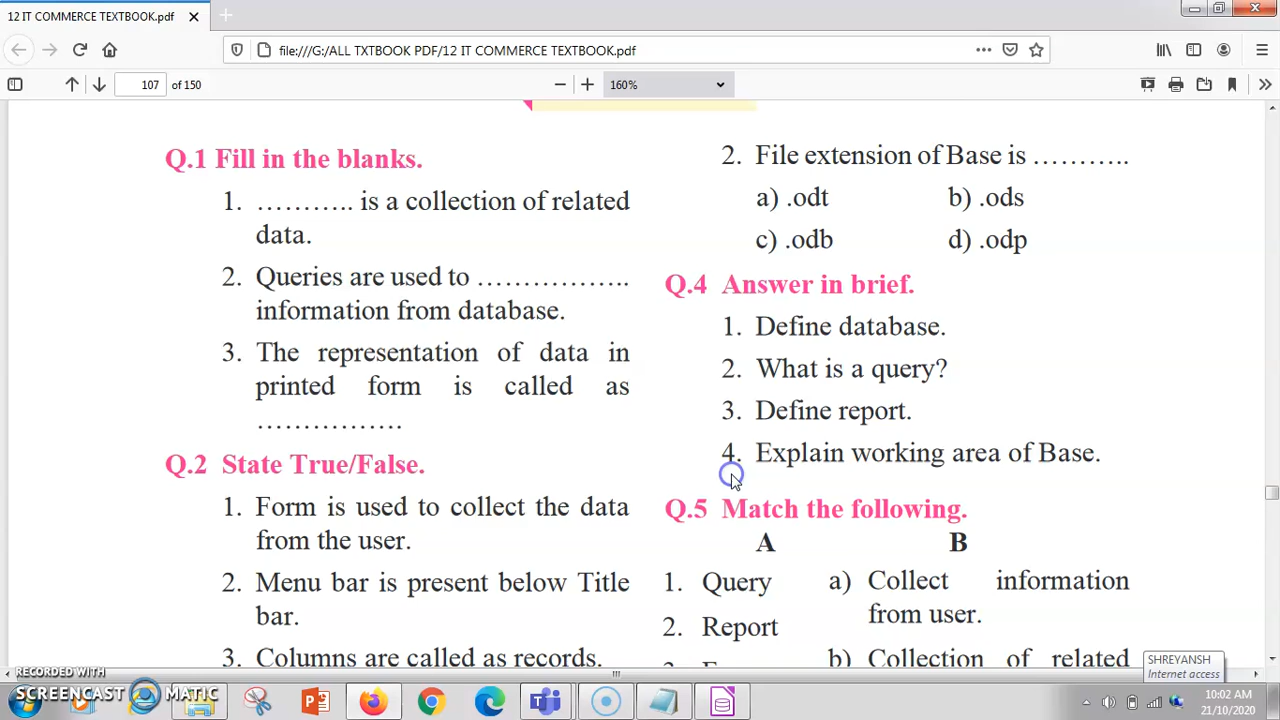 12 IT COMMERCE TEXTBOOK.pdf
file:///G:/ALL TXTBOOK PDF/12 IT COMMERCE TEXTBOOK.pdf
107 of 150
160%
Q.1 Fill in the blanks.
1. ……….. is a collection of related
data.
2. Queries are used to ……………..
information from database.
3. The representation of data in
printed form is called as
……………
Q.2 State True/False.
1. Form is used to collect the data
from the user.
2. Menu bar is present below Title
bar.
3. Columns are called as records.
2. File extension of Base is ………..
a) .odt b) .ods
c) .odb d) .odp
Q.4 Answer in brief.
1. Define database.
2. What is a query?
3. Define report.
4. Explain working area of Base.
Q.5 Match the following.
A B
1. Query a) Collect information
from user.
2. Report
b) Collection of related
SHREYANSH
Internet access
RECORDED WITH
SCREENCAST MATIC
10:02 AM
21/10/2020